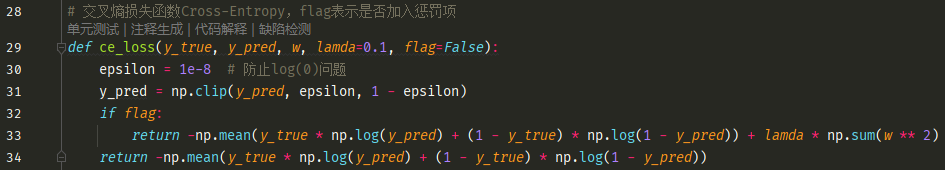 28 # 交叉熵损失函数Cross-Entropy，flag表示是否加入惩罚项
单元测试 | 注释生成 | 代码解释 | 缺陷检测
29 def ce_loss(y_true, y_pred, w, lamda=0.1, flag=False):
30 epsilon = 1e-8  # 防止log(0)问题
31 y_pred = np.clip(y_pred, epsilon, 1 - epsilon)
32 if flag:
33 return -np.mean(y_true * np.log(y_pred) + (1 - y_true) * np.log(1 - y_pred)) + lamda * np.sum(w ** 2)
34 return -np.mean(y_true * np.log(y_pred) + (1 - y_true) * np.log(1 - y_pred))